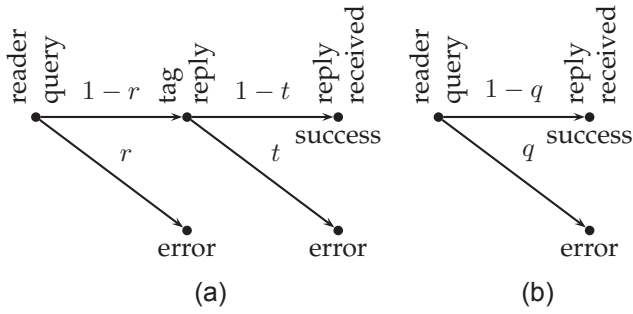 reader
query
1 − r
tag
reply
1 − t
reply
received
success
r
t
error
error
(a)
reader
query
1 − q
reply
received
success
q
error
(b)